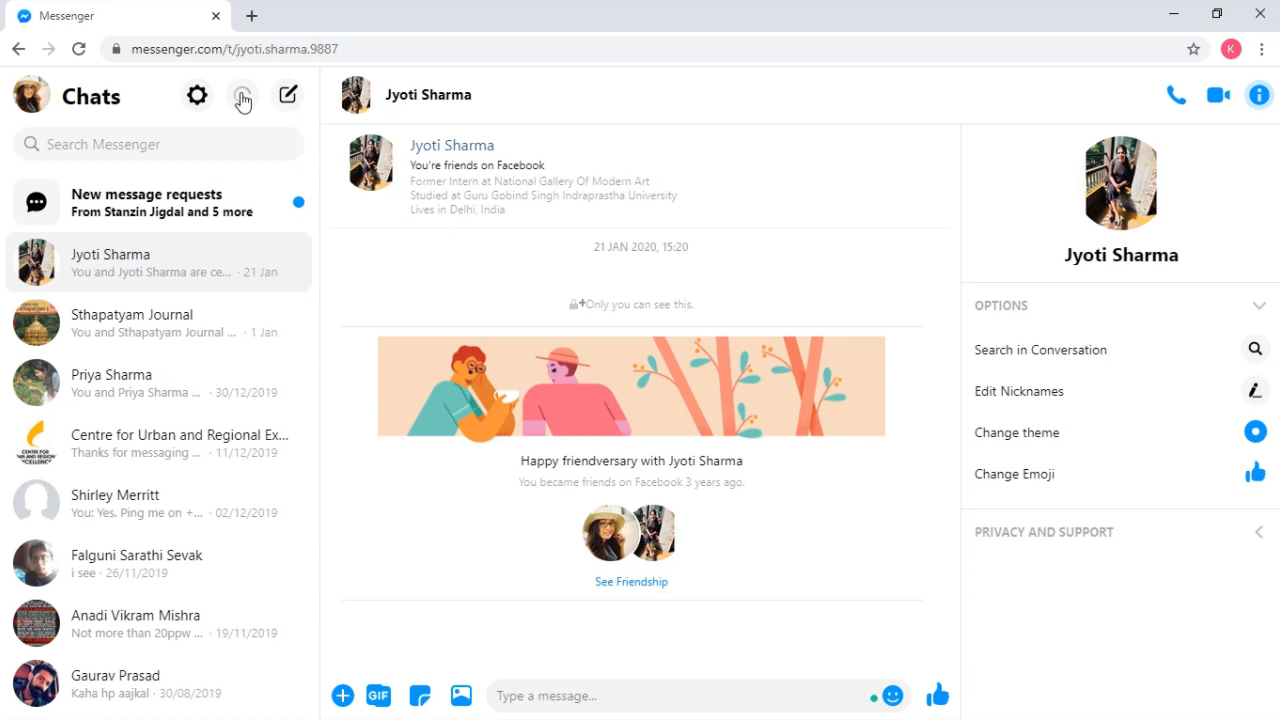 Messenger
messenger.com/t/jyoti.sharma.9887
K
Chats
Search Messenger
New message requests
From Stanzin Jigdal and 5 more
Jyoti Sharma
You and Jyoti Sharma are ce... · 21 Jan
Sthapatyam Journal
You and Sthapatyam Journal ... · 1 Jan
Priya Sharma
You and Priya Sharma ... · 30/12/2019
Centre for Urban and Regional Ex...
Thanks for messaging ... · 11/12/2019
Shirley Merritt
You: Yes. Ping me on +... · 02/12/2019
Falguni Sarathi Sevak
i see · 26/11/2019
Anadi Vikram Mishra
Not more than 20ppw ... · 19/11/2019
Gaurav Prasad
Kaha hp aajkal · 30/08/2019
Jyoti Sharma
Jyoti Sharma
You're friends on Facebook
Former Intern at National Gallery Of Modern Art
Studied at Guru Gobind Singh Indraprastha University
Lives in Delhi, India
21 JAN 2020, 15:20
Only you can see this.
Happy friendversary with Jyoti Sharma
You became friends on Facebook 3 years ago.
See Friendship
GIF
Type a message...
Jyoti Sharma
OPTIONS
Search in Conversation
Edit Nicknames
Change theme
Change Emoji
PRIVACY AND SUPPORT